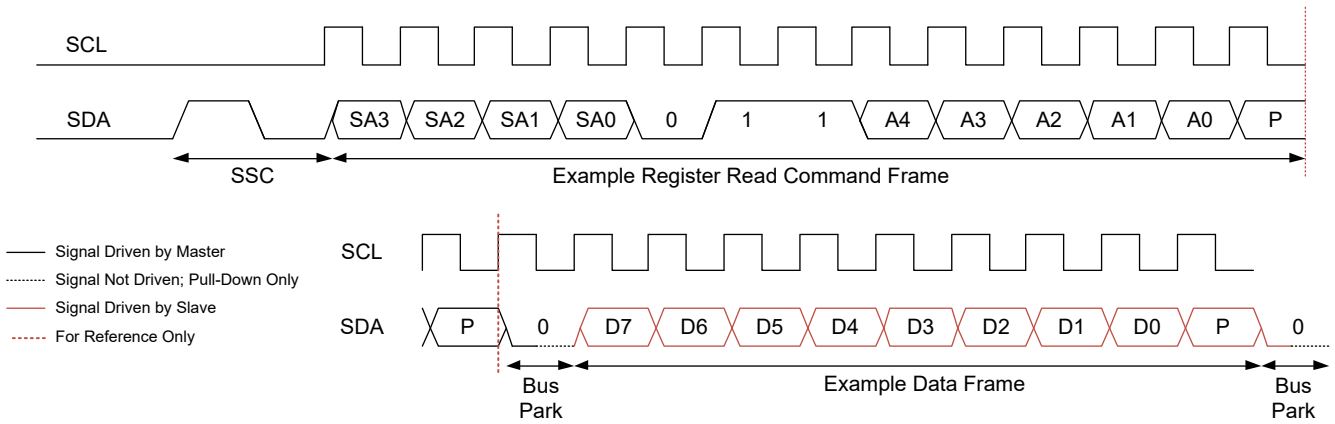 SCL
SDA SA3 SA2 SA1 SA0 0 1 1 A4 A3 A2 A1 A0 P
SSC Example Register Read Command Frame
Signal Driven by Master
Signal Not Driven; Pull-Down Only
Signal Driven by Slave
For Reference Only
SCL
SDA P 0 D7 D6 D5 D4 D3 D2 D1 D0 P 0
Bus Park
Example Data Frame
Bus Park